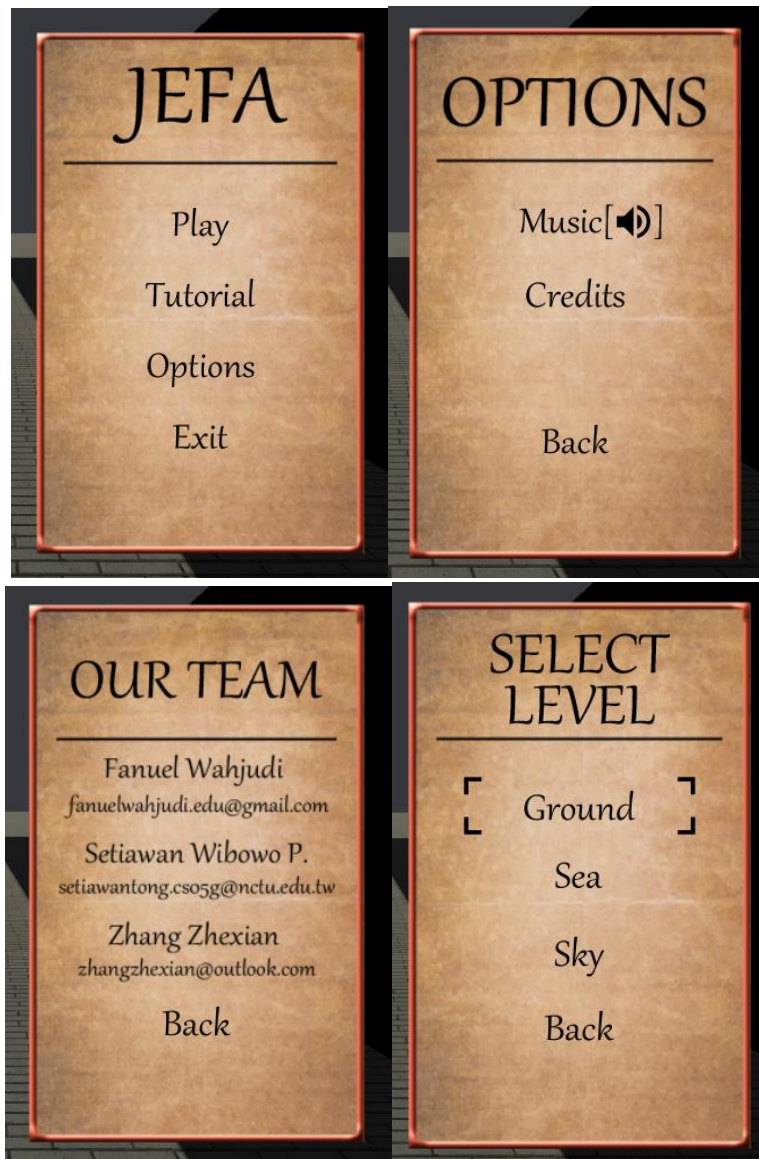 JEFA
Play
Tutorial
Options
Exit
OPTIONS
Music[]
Credits
Back
OUR TEAM
Fanuel Wahjudi
fanuelwahjudi.edu@gmail.com
Setiawan Wibowo P.
setiawantong.cs05g@nctu.edu.tw
Zhang Zhexian
zhangzhexian@outlook.com
Back
SELECT
LEVEL
Ground
Sea
Sky
Back